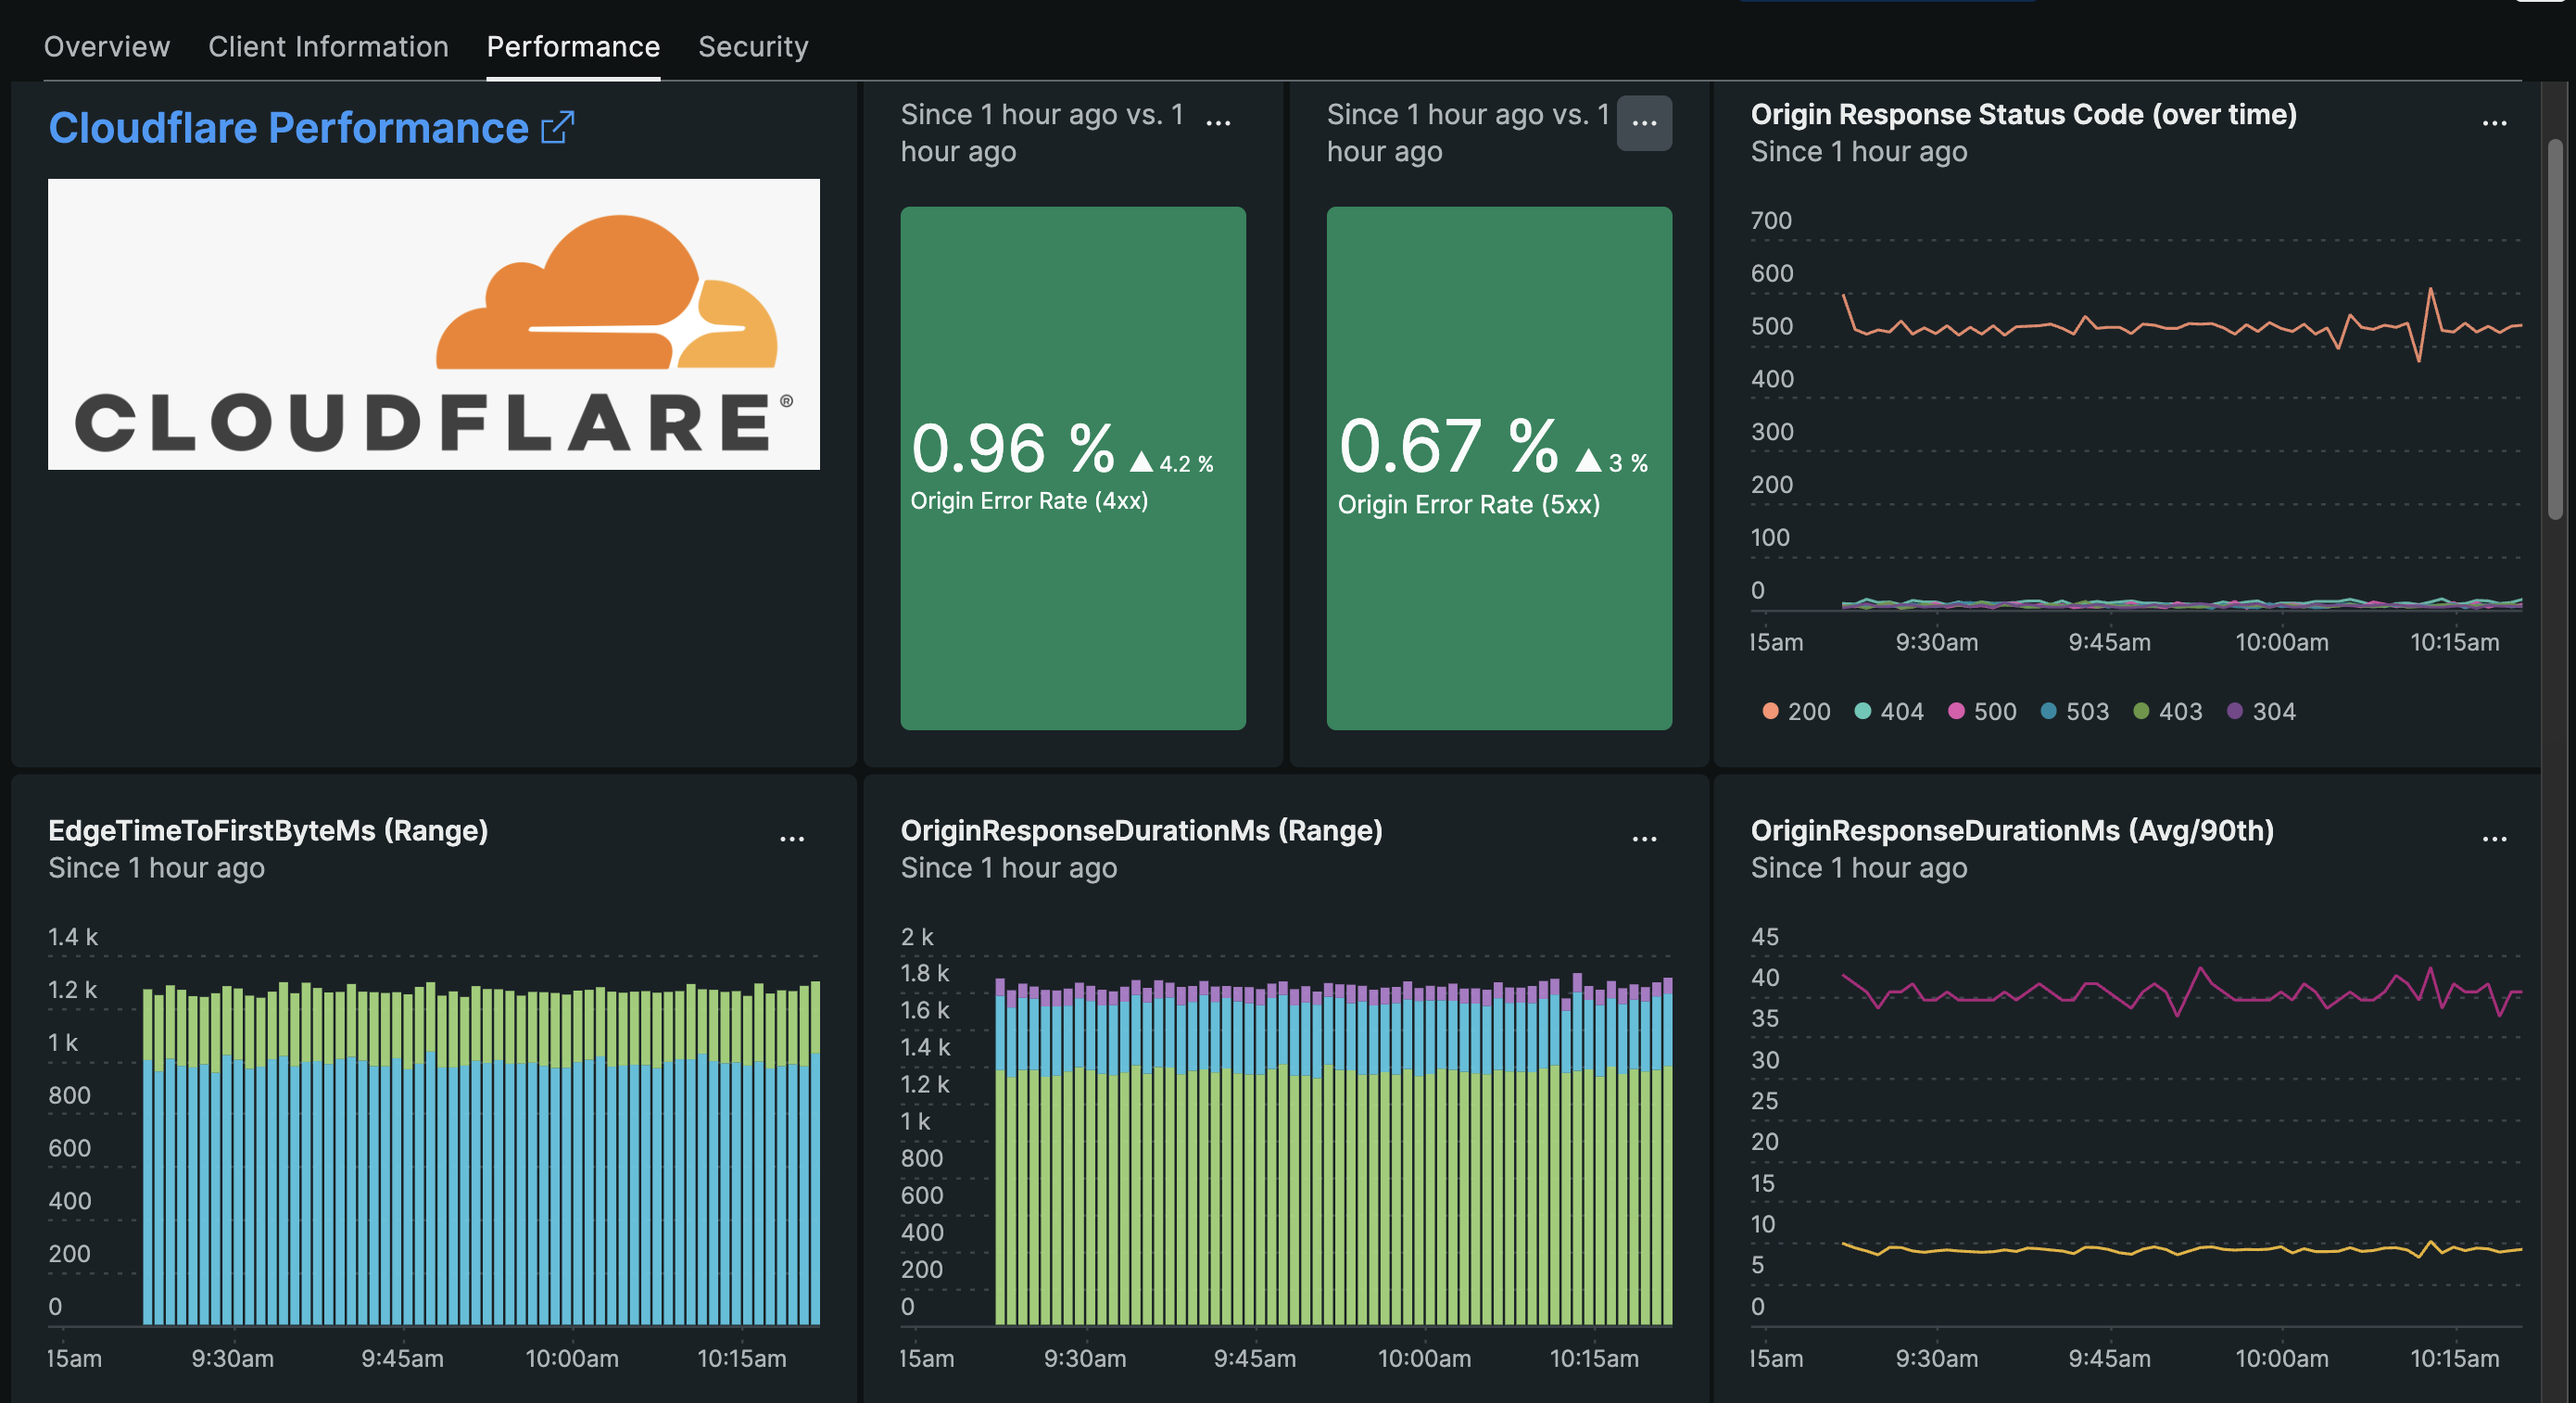 Overview Client Information Performance Security
Cloudflare Performance
CLOUDFLARE®
Since 1 hour ago vs. 1
hour ago
...
0.96 % ▲ 4.2 %
Origin Error Rate (4xx)
Since 1 hour ago vs. 1
hour ago
...
0.67 % ▲ 3 %
Origin Error Rate (5xx)
Origin Response Status Code (over time)
...
Since 1 hour ago
700
600
500
400
300
200
100
0
15am 9:30am 9:45am 10:00am 10:15am
200 404 500 503 403 304
EdgeTimeToFirstByteMs (Range)
...
Since 1 hour ago
1.4 k
1.2 k
1 k
800
600
400
200
0
15am 9:30am 9:45am 10:00am 10:15am
OriginResponseDurationMs (Range)
...
Since 1 hour ago
2 k
1.8 k
1.6 k
1.4 k
1.2 k
1 k
800
600
400
200
0
15am 9:30am 9:45am 10:00am 10:15am
OriginResponseDurationMs (Avg/90th)
...
Since 1 hour ago
45
40
35
30
25
20
15
10
5
0
15am 9:30am 9:45am 10:00am 10:15am